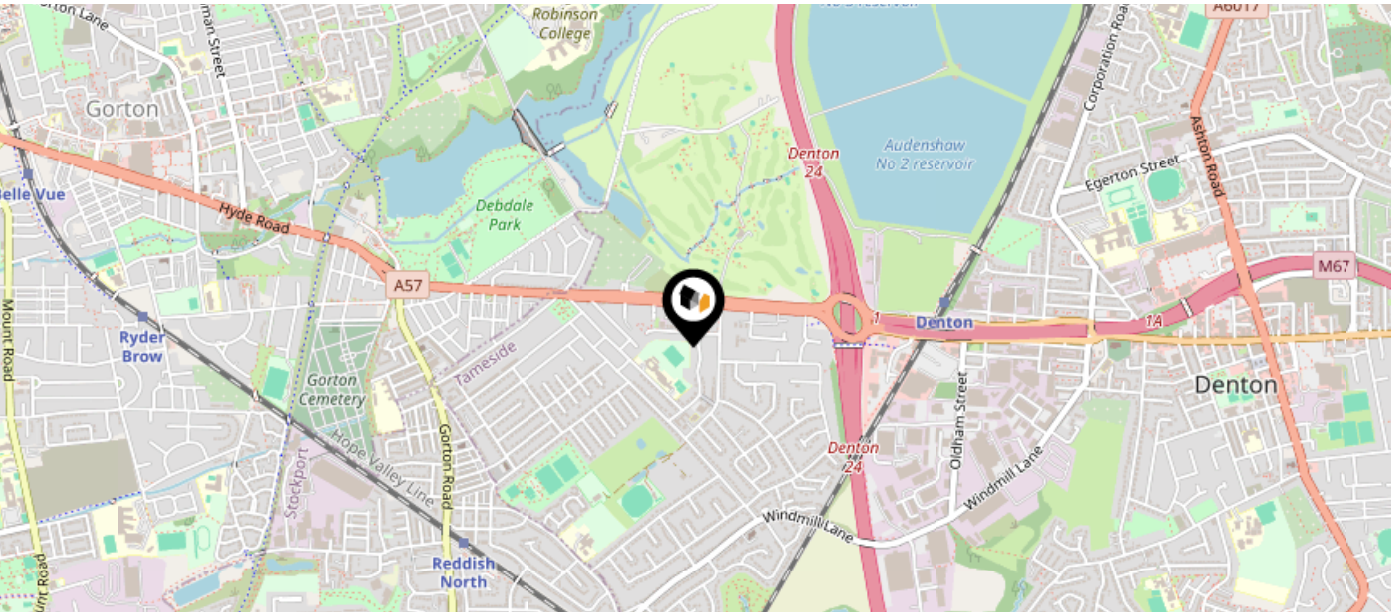 Robinson
College
A6017
Gorton
Audenshaw
No 2 reservoir
Corporation Road
Denton
24
Ashton Road
Egerton Street
Belle Vue
Hyde Road
Debdale
Park
A57
M67
Mount Road
Ryder
Brow
1
Denton
1A
Tameside
Gorton
Cemetery
Denton
Oldham Street
Hope Valley Line
Gorton Road
Stockport
Denton
24
Windmill Lane
Windmill Lane
Reddish
North